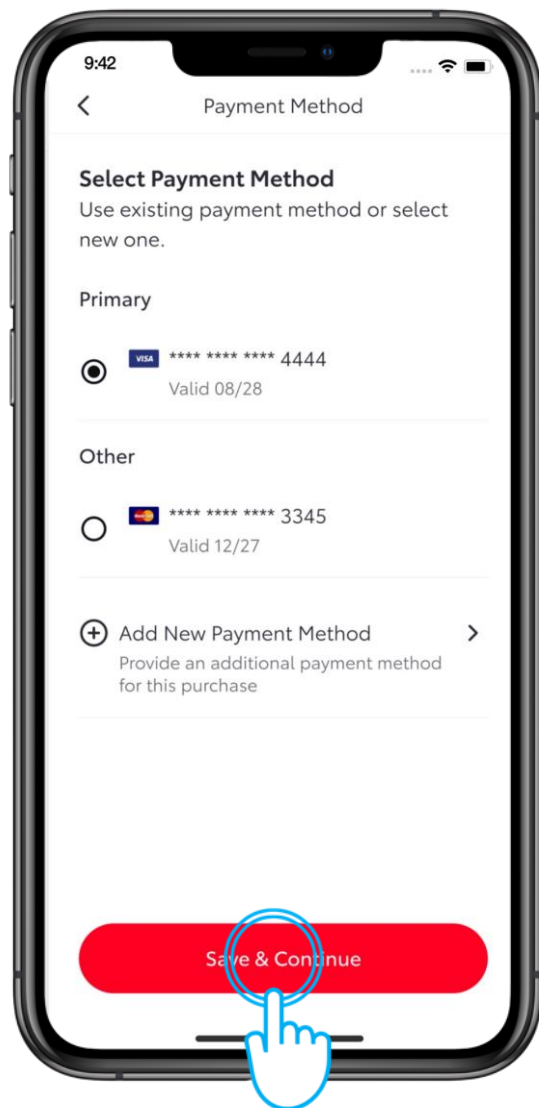 9:42
Payment Method
Select Payment Method
Use existing payment method or select
new one.
Primary
VISA **** **** **** 4444
Valid 08/28
Other
**** **** **** 3345
Valid 12/27
Add New Payment Method
Provide an additional payment method
for this purchase
Save & Continue